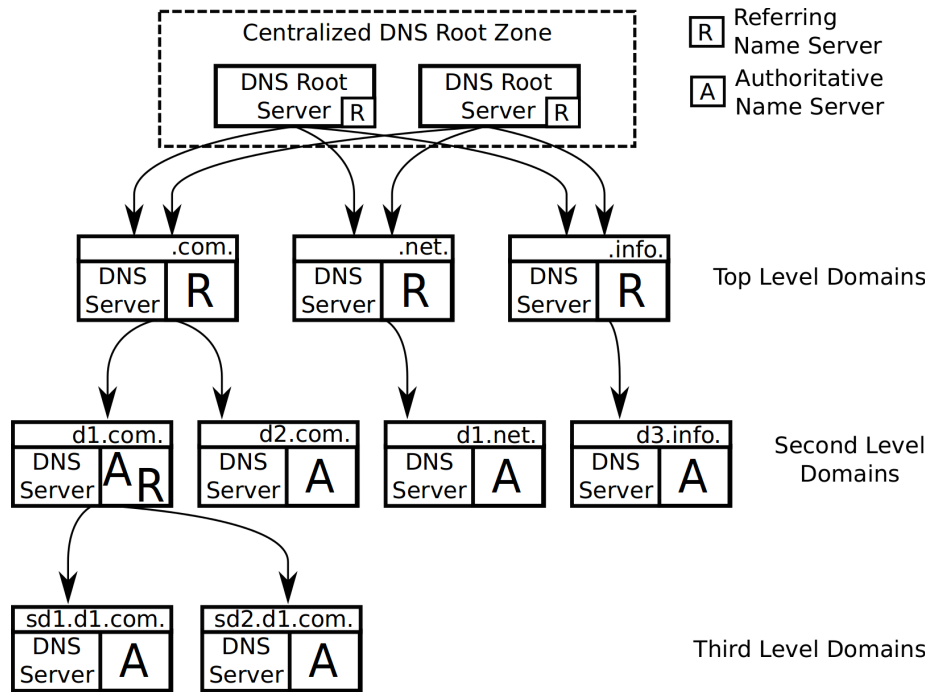 Centralized DNS Root Zone
DNS Root
Server
R
DNS Root
Server
R
R
Referring
Name Server
A
Authoritative
Name Server
.com.
DNS
Server
R
.net.
DNS
Server
R
.info.
DNS
Server
R
Top Level Domains
d1.com.
DNS
Server
A
R
d2.com.
DNS
Server
A
d1.net.
DNS
Server
A
d3.info.
DNS
Server
A
Second Level
Domains
sd1.d1.com.
DNS
Server
A
sd2.d1.com.
DNS
Server
A
Third Level Domains